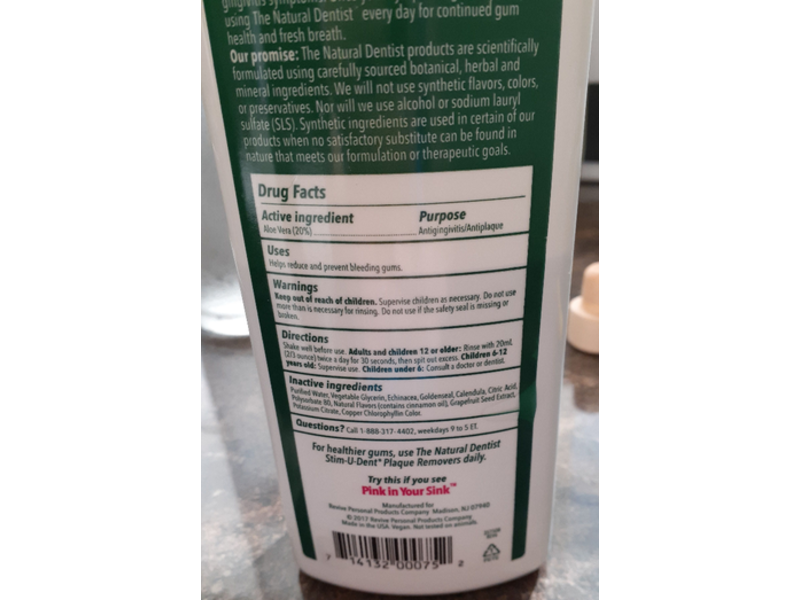 gingivitis symptoms.
using The Natural Dentist® every day for continued gum
health and fresh breath.
Our promise: The Natural Dentist products are scientifically
formulated using carefully sourced botanical, herbal and
mineral ingredients. We will not use synthetic flavors, colors,
or preservatives. Nor will we use alcohol or sodium lauryl
sulfate (SLS). Synthetic ingredients are used in certain of our
products when no satisfactory substitute can be found in
nature that meets our formulation or therapeutic goals.
Drug Facts
Active ingredient Purpose
Aloe Vera (20%) Antigingivitis/Antiplaque
Uses
Helps reduce and prevent bleeding gums.
Warnings
Keep out of reach of children. Supervise children as necessary. Do not use
more than is necessary for rinsing. Do not use if the safety seal is missing or
broken.
Directions
Shake well before use. Adults and children 12 or older: Rinse with 20mL
(2/3 ounce) twice a day for 30 seconds, then spit out excess. Children 6-12
years old: Supervise use. Children under 6: Consult a doctor or dentist.
Inactive ingredients
Purified Water, Vegetable Glycerin, Echinacea, Goldenseal, Calendula, Citric Acid,
Polysorbate 80, Natural Flavors (contains cinnamon oil), Grapefruit Seed Extract,
Potassium Citrate, Copper Chlorophyllin Color.
Questions? Call 1-888-317-4402, weekdays 9 to 5 ET.
For healthier gums, use The Natural Dentist
Stim-U-Dent® Plaque Removers daily.
Try this if you see
Pink in Your Sink™
Manufactured for
Revive Personal Products Company Madison, NJ 07940
© 2017 Revive Personal Products Company
Made in the USA. Vegan. Not tested on animals.
7 14132 00075 2